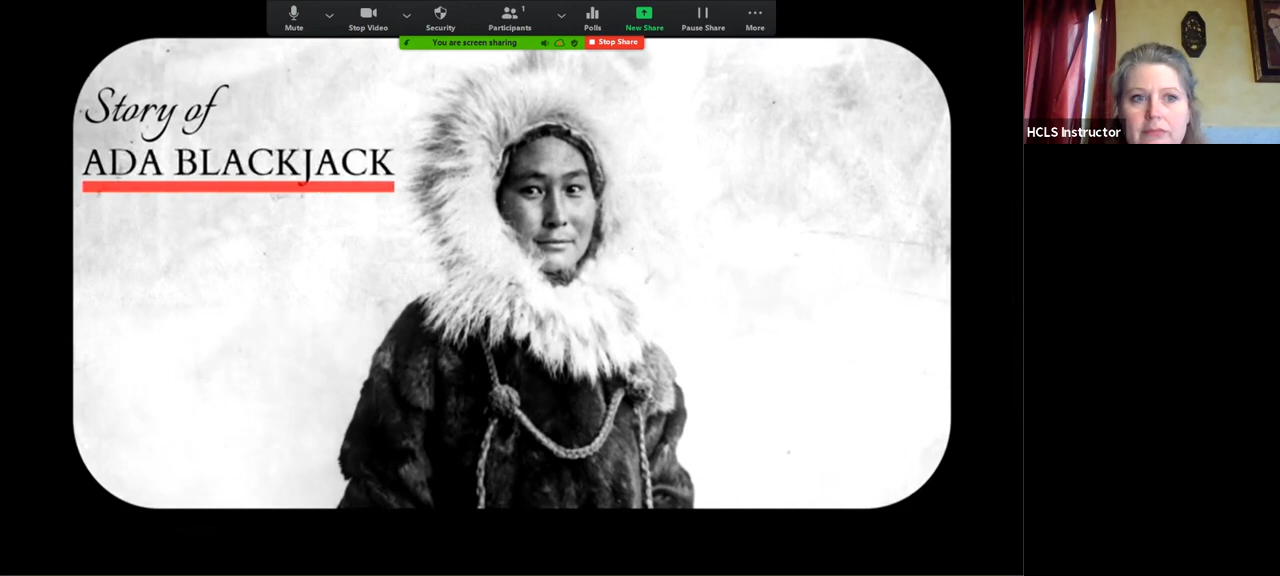 1
Mute
Stop Video
Security
Participants
Polls
New Share
Pause Share
More
You are screen sharing
Stop Share
Story of
ADA BLACKJACK
HCLS Instructor